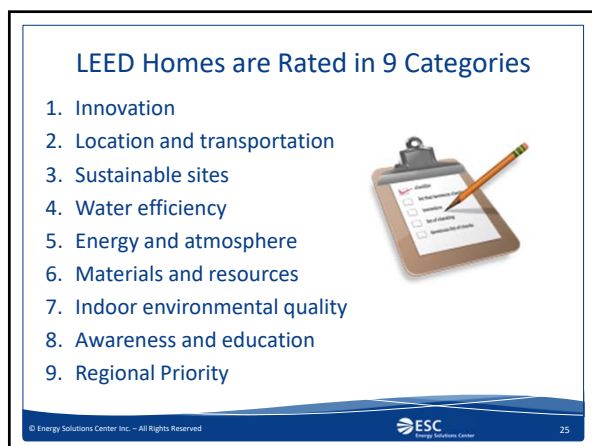 LEED Homes are Rated in 9 Categories
1. Innovation
2. Location and transportation
3. Sustainable sites
4. Water efficiency
5. Energy and atmosphere
6. Materials and resources
7. Indoor environmental quality
8. Awareness and education
9. Regional Priority
checklist
© Energy Solutions Center Inc. – All Rights Reserved
ESC
Energy Solutions Center
25